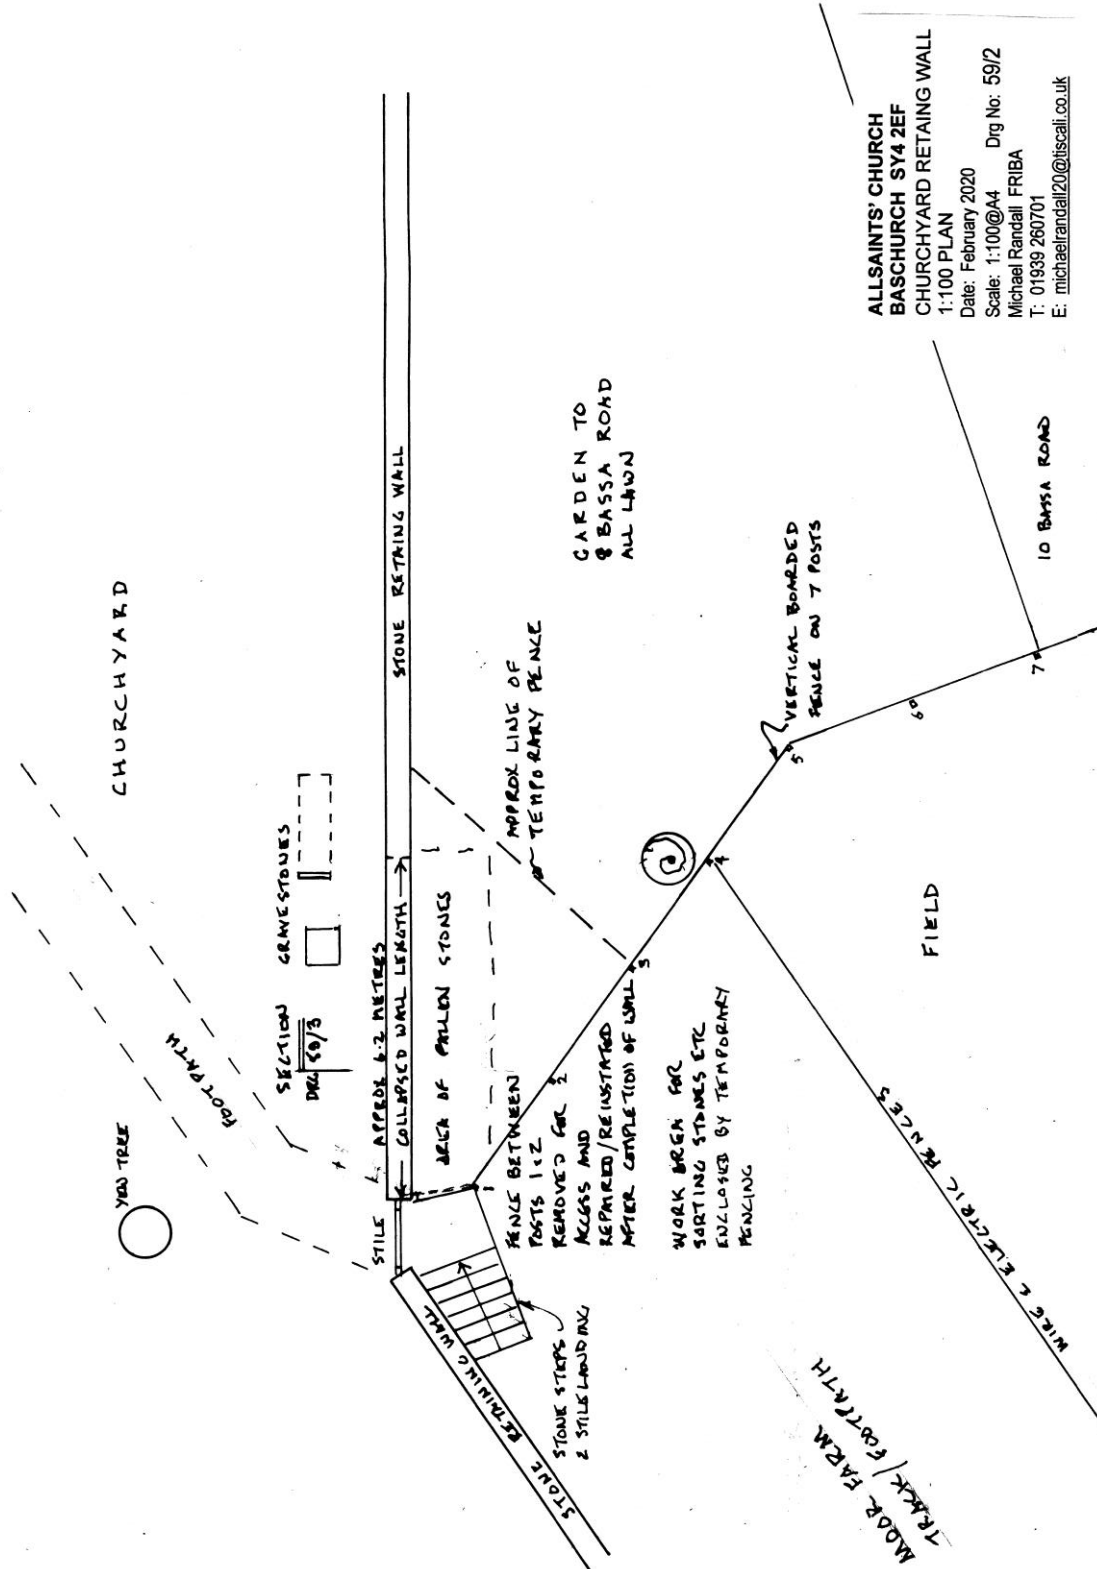 CHURCHYARD
YEW TREE
FOOTPATH
SECTION
DRG 59/3
GRAVESTONES
STILE
APPROX 6.2 METRES
COLLAPSED WALL LENGTH
STONE RETAING WALL
AREA OF FALLEN STONES
STONE RETAINING WALL
STONE STEPS
& STILE LANDING
FENCE BETWEEN
POSTS 1 & 2
REMOVED FOR
ACCESS AND
REPAIRED/REINSTATED
AFTER COMPLETION OF WALL
2
3
4
5
6
7
WORK AREA FOR
SORTING STONES ETC
ENCLOSED BY TEMPORARY
FENCING
APPROX LINE OF
TEMPORARY FENCE
GARDEN TO
8 BASSA ROAD
ALL LAWN
VERTICAL BOARDED
FENCE ON 7 POSTS
FIELD
10 BASSA ROAD
WIRE & ELECTRIC FENCES
MOOR FARM
TRACK/FOOTPATH
ALLSAINTS' CHURCH
BASCHURCH SY4 2EF
CHURCHYARD RETAING WALL
1:100 PLAN
Date: February 2020
Scale: 1:100@A4 Drg No: 59/2
Michael Randall FRIBA
T: 01939 260701
E: michaelrandall20@tiscali.co.uk